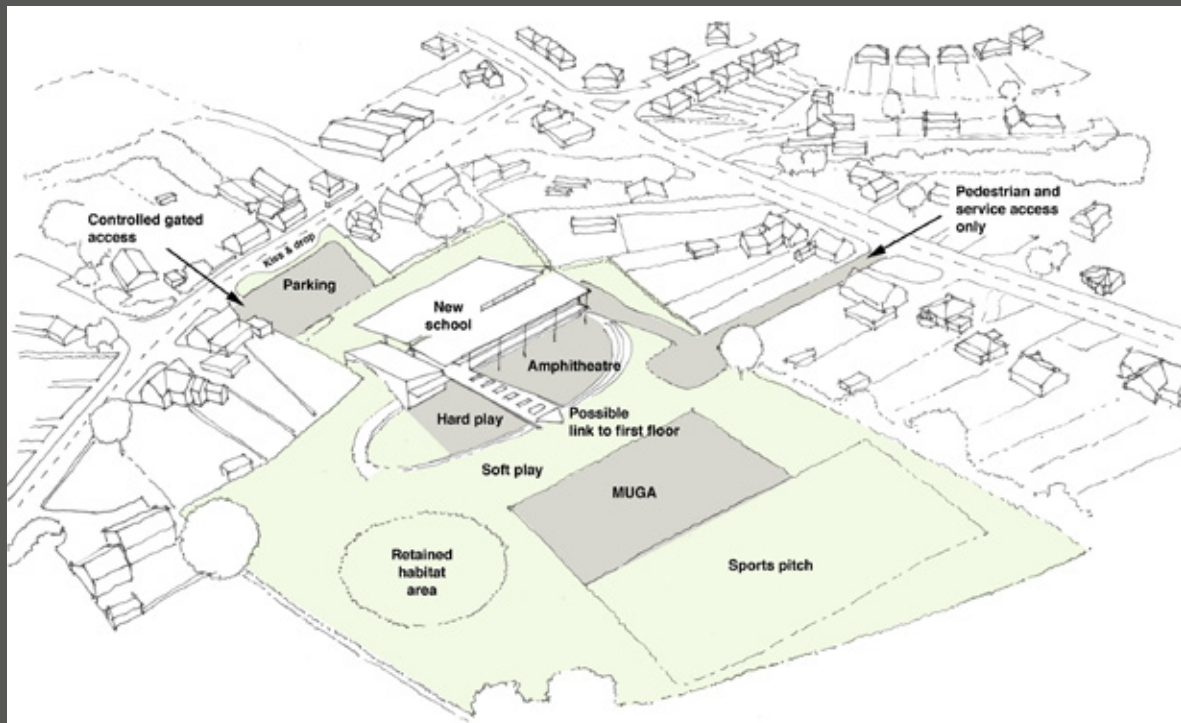 Controlled gated
access
Kiss & drop
Parking
Pedestrian and
service access
only
New
school
Amphitheatre
Hard play
Possible
link to first floor
Soft play
MUGA
Retained
habitat
area
Sports pitch